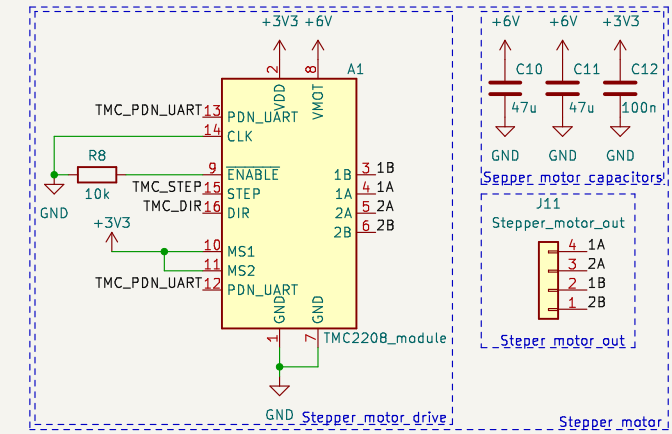 +3V3 +6V
A1
2 8
VDD VMOT
TMC_PDN_UART 13 PDN_UART
14 CLK
R8
10k
GND
9 ENABLE
TMC_STEP 15 STEP
TMC_DIR 16 DIR
+3V3
10 MS1
11 MS2
TMC_PDN_UART 12 PDN_UART
1B 3 1B
1A 4 1A
2A 5 2A
2B 6 2B
GND GND
1 7
TMC2208_module
GND
Stepper motor drive
+6V +6V +3V3
C10 C11 C12
47u 47u 100n
GND GND GND
Sepper motor capacitors
J11
Stepper_motor_out
4 1A
3 2A
2 1B
1 2B
Steper motor out
Stepper motor